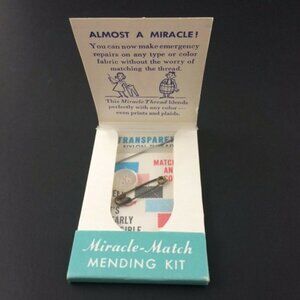 ALMOST A MIRACLE!
You can now make emergency
repairs on any type or color
fabric without the worry of
matching the thread.
This Miracle Thread blends
perfectly with any color—
even prints and plaids.
TRANSPARENT
NYLON THREAD
MATCH
AN
Miracle-Match
MENDING KIT